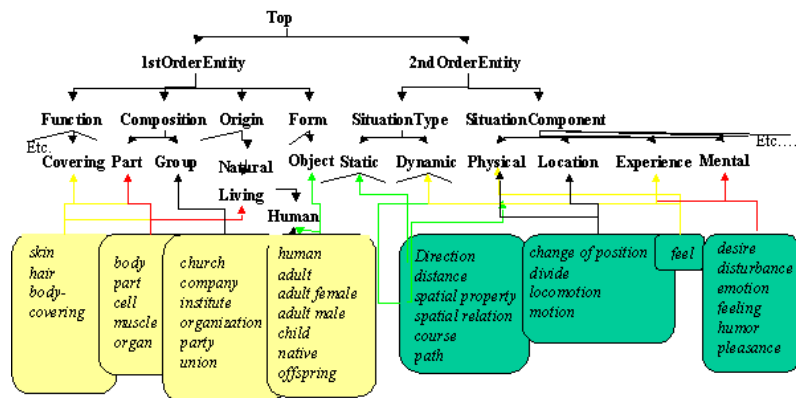 Top
1stOrderEntity 2ndOrderEntity
Function Composition Origin Form SituationType SituationComponent
Etc. Etc....
Covering Part Group Natural Object Static Dynamic Physical Location Experience Mental
Living
Human
skin
hair
body-
covering
body
part
cell
muscle
organ
church
company
institute
organization
party
union
human
adult
adult female
adult male
child
native
offspring
Direction
distance
spatial property
spatial relation
course
path
change of position
divide
locomotion
motion
feel
desire
disturbance
emotion
feeling
humor
pleasance